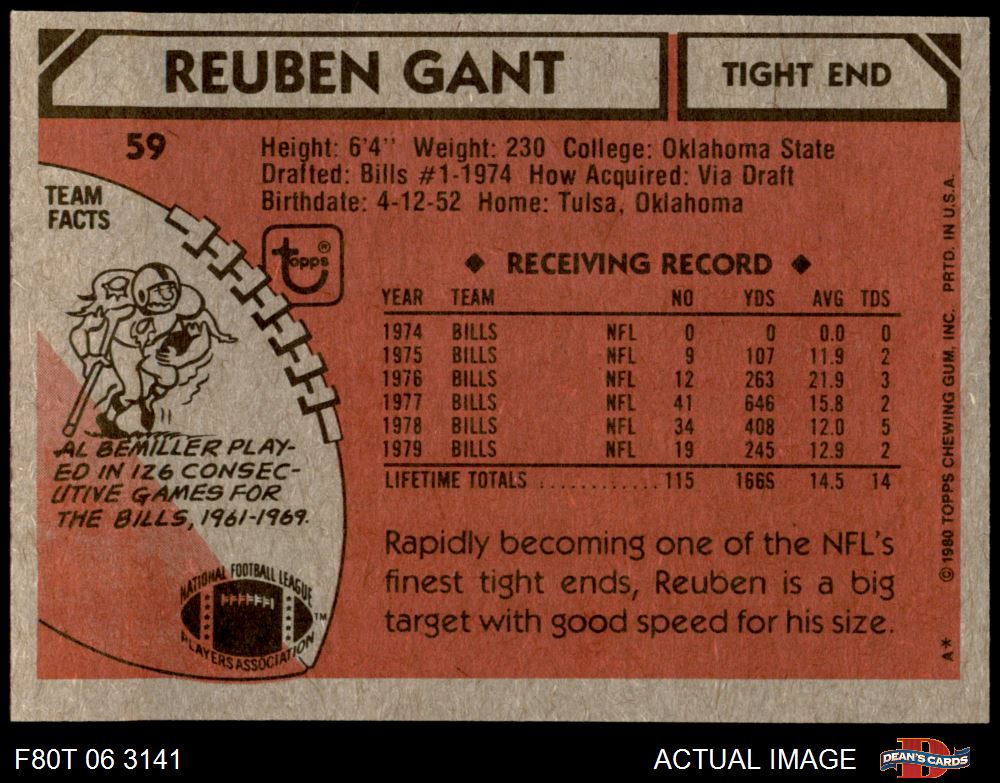 REUBEN GANT
TIGHT END
59
Height: 6'4" Weight: 230 College: Oklahoma State
Drafted: Bills #1-1974 How Acquired: Via Draft
Birthdate: 4-12-52 Home: Tulsa, Oklahoma
TEAM
FACTS
topps®
◆ RECEIVING RECORD ◆
YEAR TEAM NO YDS AVG TDS
1974 BILLS NFL 0 0 0.0 0
1975 BILLS NFL 9 107 11.9 2
1976 BILLS NFL 12 263 21.9 3
1977 BILLS NFL 41 646 15.8 2
1978 BILLS NFL 34 408 12.0 5
1979 BILLS NFL 19 245 12.9 2
LIFETIME TOTALS ............ 115 1669 14.5 14
AL BEMILLER PLAY-
ED IN 126 CONSEC-
UTIVE GAMES FOR
THE BILLS, 1961-1969.
NATIONAL FOOTBALL LEAGUE
PLAYERS ASSOCIATION
TM
Rapidly becoming one of the NFL's
finest tight ends, Reuben is a big
target with good speed for his size.
A* © 1980 TOPPS CHEWING GUM, INC. PRTD. IN U.S.A.
F80T 06 3141
ACTUAL IMAGE
DEAN'S CARDS